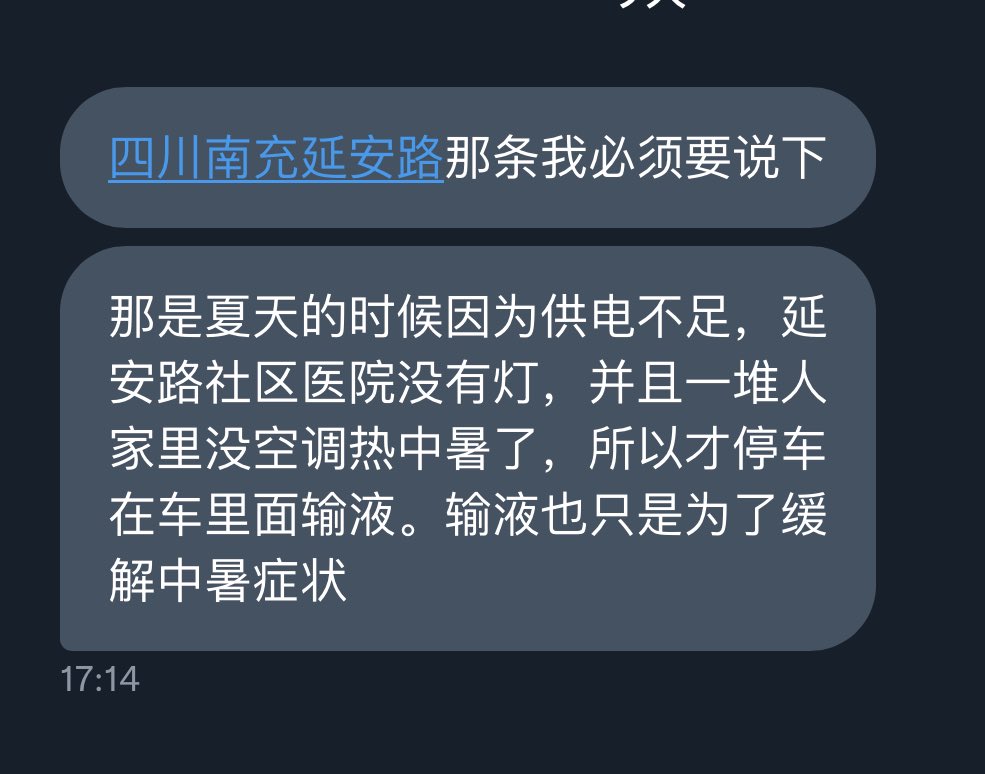 四川南充延安路那条我必须要说下
那是夏天的时候因为供电不足，延
安路社区医院没有灯，并且一堆人
家里没空调热中暑了，所以才停车
在车里面输液。输液也只是为了缓
解中暑症状
17:14